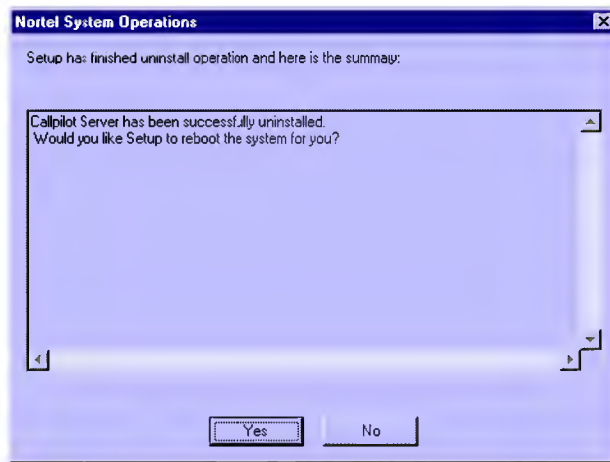 Nortel System Operations
Setup has finished uninstall operation and here is the summary:
Callpilot Server has been successfully uninstalled.
Would you like Setup to reboot the system for you?
Yes
No